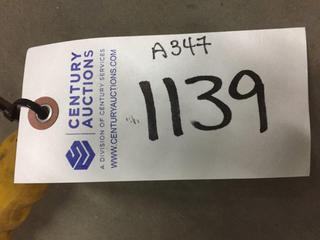 A347
1139
CENTURY
AUCTIONS
A DIVISION OF CENTURY SERVICES
WWW.CENTURYAUCTIONS.COM